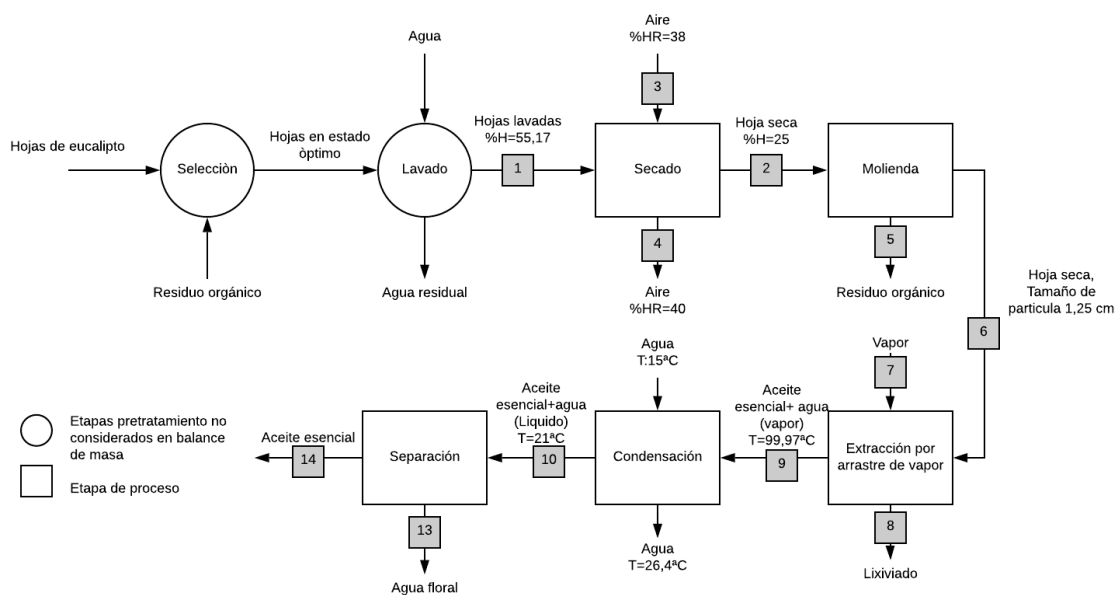 Aire
%HR=38
Agua
3
Hojas de eucalipto
Selecciòn
Hojas en estado
òptimo
Lavado
Hojas lavadas
%H=55,17
1
Secado
Hoja seca
%H=25
2
Molienda
4
5
Residuo orgánico
Agua residual
Aire
%HR=40
Residuo orgánico
Hoja seca,
Tamaño de
particula 1,25 cm
6
Agua
T:15ªC
Vapor
7
Etapas pretratamiento no
considerados en balance
de masa
Etapa de proceso
Aceite esencial
14
Separación
Aceite
esencial+agua
(Liquido)
T=21ªC
10
Condensación
Aceite
esencial+ agua
(vapor)
T=99,97ªC
9
Extracción por
arrastre de vapor
13
8
Agua floral
Agua
T=26,4ªC
Lixiviado